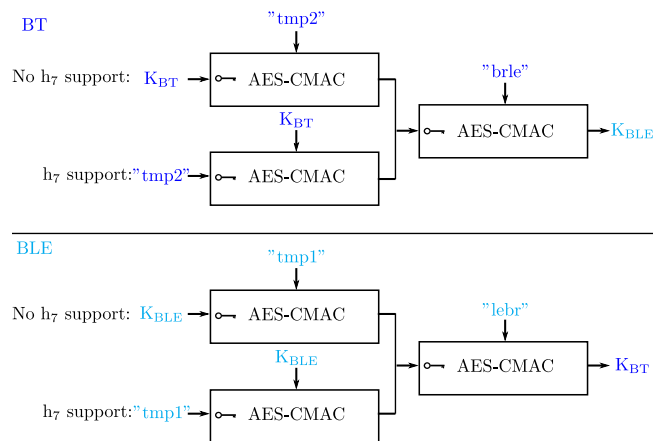 BT
"tmp2"
No h7 support: KBT AES-CMAC
"brle"
KBT
AES-CMAC KBLE
h7 support:"tmp2" AES-CMAC
BLE
"tmp1"
No h7 support: KBLE AES-CMAC
"lebr"
KBLE
AES-CMAC KBT
h7 support:"tmp1" AES-CMAC